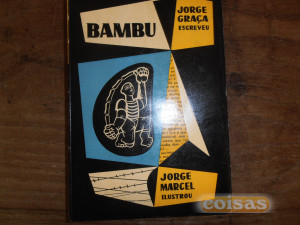 BAMBU
JORGE
GRAÇA
ESCREVEU
JORGE
MARCEL
ILUSTROU
coisas